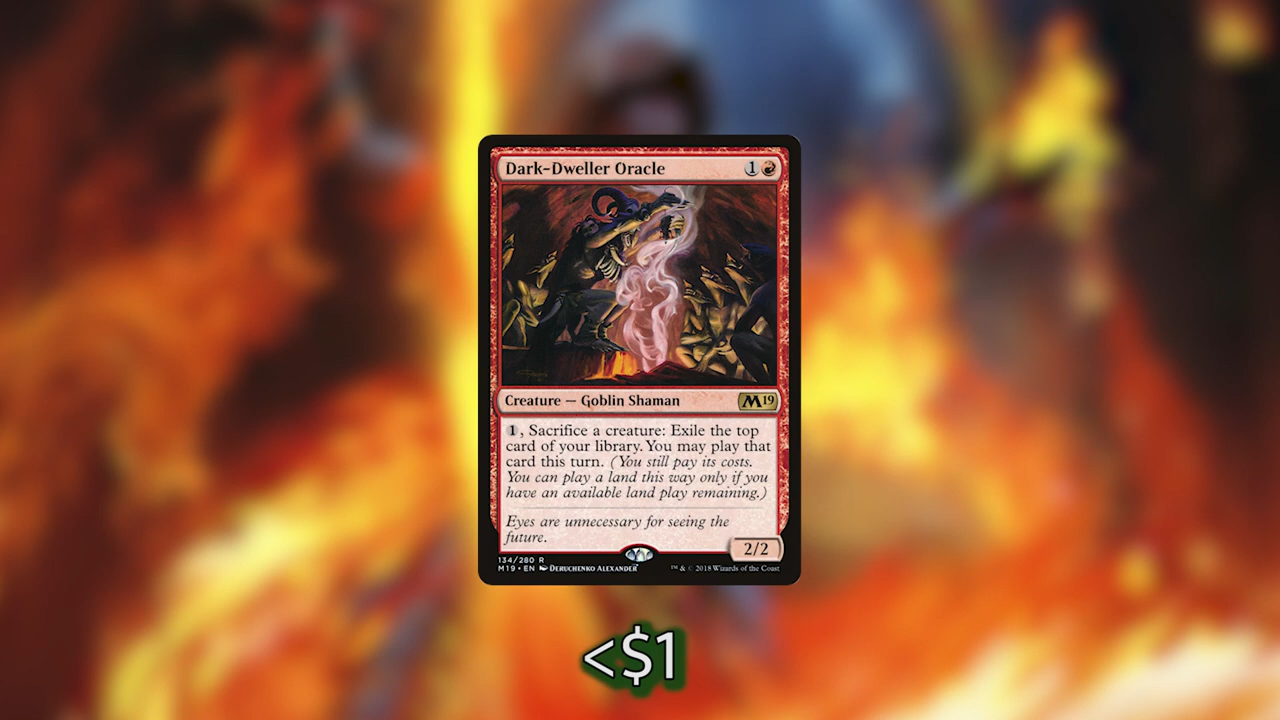 Dark-Dweller Oracle 1
Creature — Goblin Shaman M19
1, Sacrifice a creature: Exile the top
card of your library. You may play that
card this turn. (You still pay its costs.
You can play a land this way only if you
have an available land play remaining.)
Eyes are unnecessary for seeing the
future.
2/2
134/280 R
M19 • EN Deruchenko Alexander ™ & © 2018 Wizards of the Coast
<$1